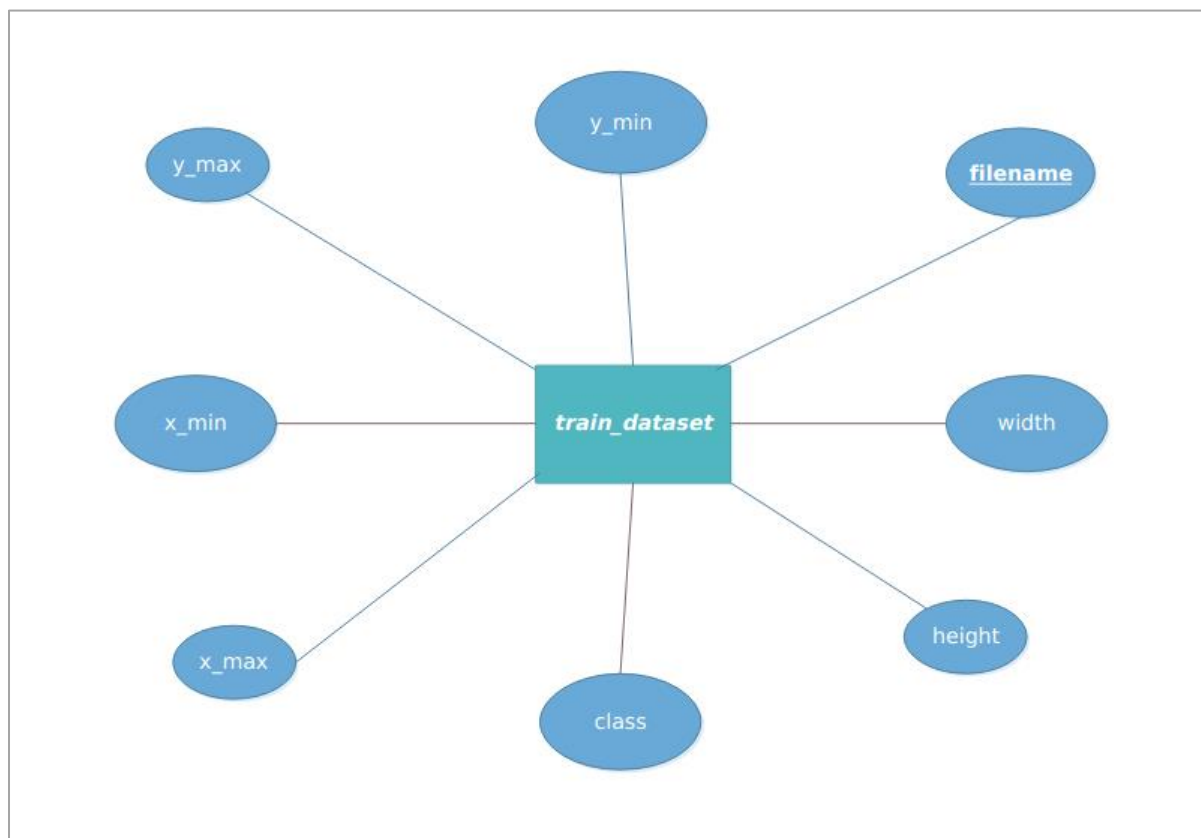 y_min
y_max
filename
x_min
train_dataset
width
height
x_max
class